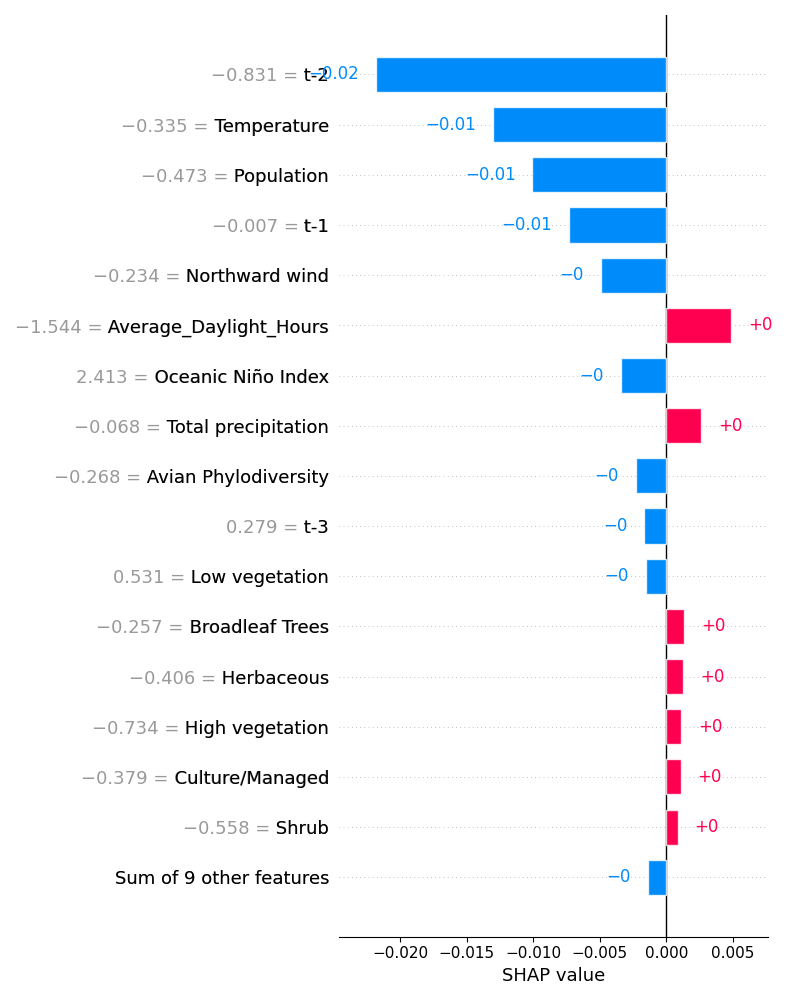 −0.831 = t-2 −0.02
−0.335 = Temperature −0.01
−0.473 = Population −0.01
−0.007 = t-1 −0.01
−0.234 = Northward wind −0
−1.544 = Average_Daylight_Hours +0
2.413 = Oceanic Niño Index −0
−0.068 = Total precipitation +0
−0.268 = Avian Phylodiversity −0
0.279 = t-3 −0
0.531 = Low vegetation −0
−0.257 = Broadleaf Trees +0
−0.406 = Herbaceous +0
−0.734 = High vegetation +0
−0.379 = Culture/Managed +0
−0.558 = Shrub +0
Sum of 9 other features −0
−0.020 −0.015 −0.010 −0.005 0.000 0.005
SHAP value